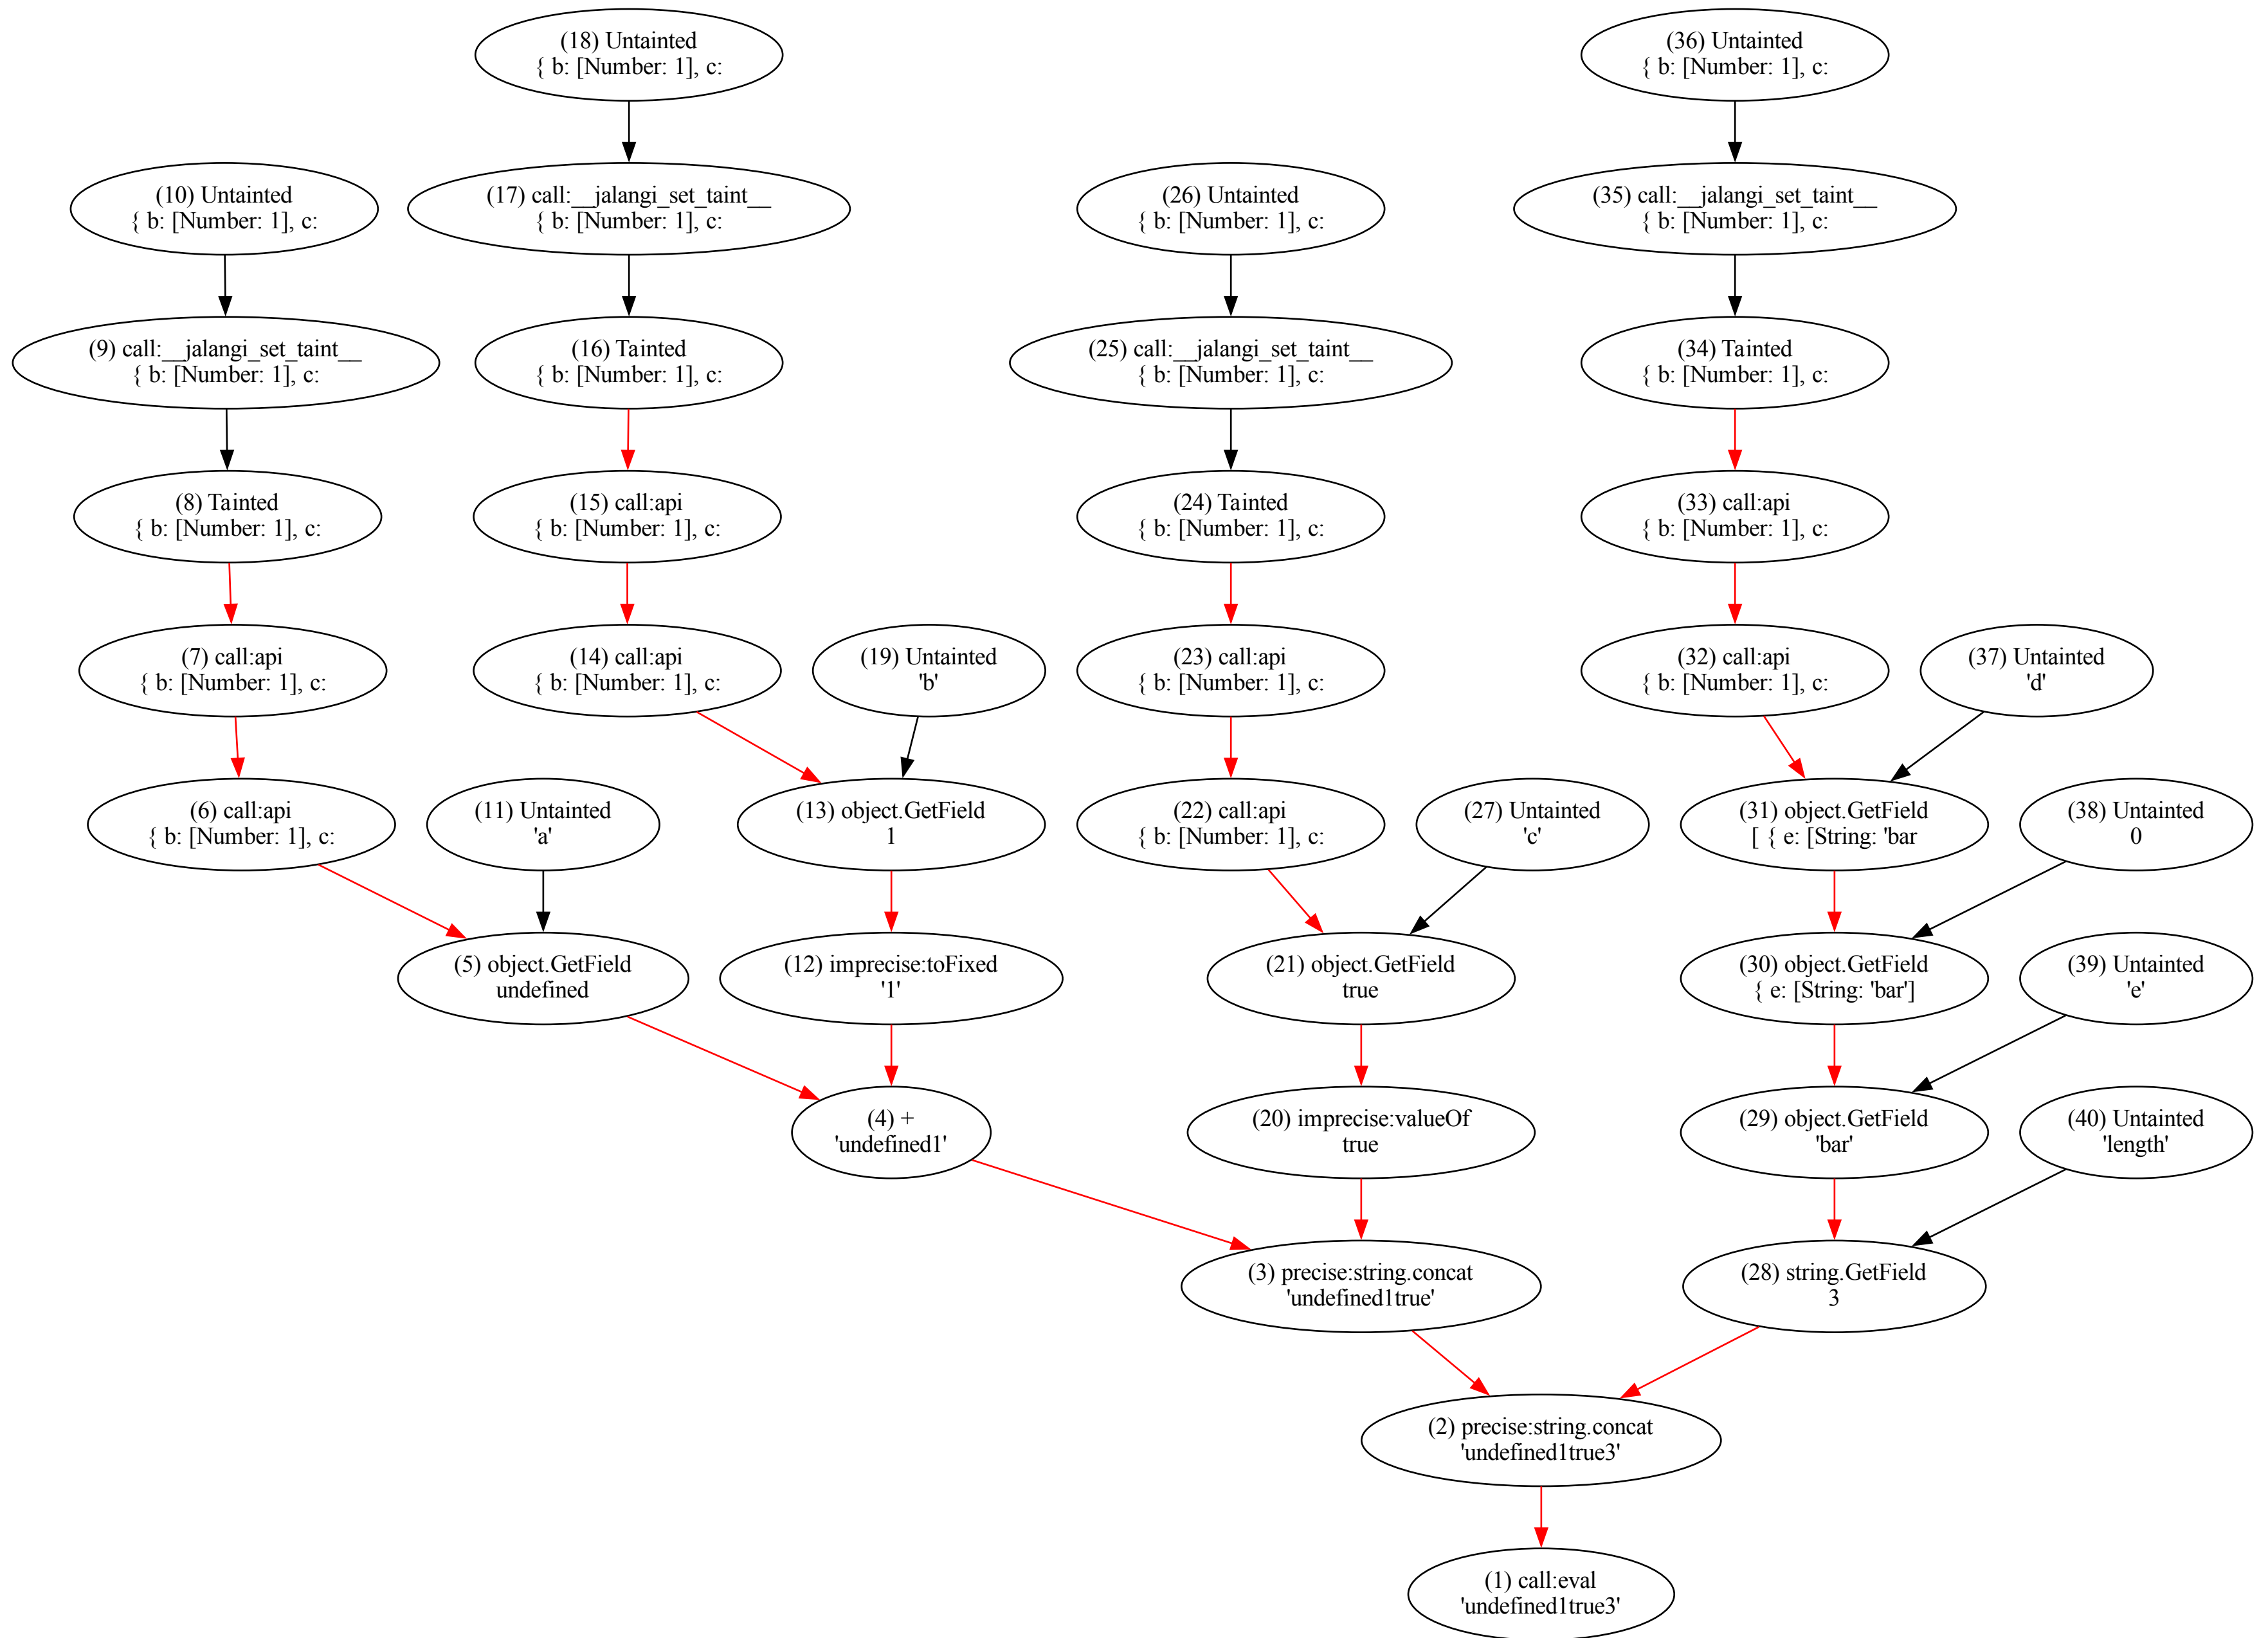 (18) Untainted
{ b: [Number: 1], c:
(36) Untainted
{ b: [Number: 1], c:
(10) Untainted
{ b: [Number: 1], c:
(17) call:__jalangi_set_taint__
{ b: [Number: 1], c:
(26) Untainted
{ b: [Number: 1], c:
(35) call:__jalangi_set_taint__
{ b: [Number: 1], c:
(9) call:__jalangi_set_taint__
{ b: [Number: 1], c:
(16) Tainted
{ b: [Number: 1], c:
(25) call:__jalangi_set_taint__
{ b: [Number: 1], c:
(34) Tainted
{ b: [Number: 1], c:
(8) Tainted
{ b: [Number: 1], c:
(15) call:api
{ b: [Number: 1], c:
(24) Tainted
{ b: [Number: 1], c:
(33) call:api
{ b: [Number: 1], c:
(7) call:api
{ b: [Number: 1], c:
(14) call:api
{ b: [Number: 1], c:
(19) Untainted
'b'
(23) call:api
{ b: [Number: 1], c:
(32) call:api
{ b: [Number: 1], c:
(37) Untainted
'd'
(6) call:api
{ b: [Number: 1], c:
(11) Untainted
'a'
(13) object.GetField
1
(22) call:api
{ b: [Number: 1], c:
(27) Untainted
'c'
(31) object.GetField
[ { e: [String: 'bar
(38) Untainted
0
(5) object.GetField
undefined
(12) imprecise:toFixed
'1'
(21) object.GetField
true
(30) object.GetField
{ e: [String: 'bar']
(39) Untainted
'e'
(4) +
'undefined1'
(20) imprecise:valueOf
true
(29) object.GetField
'bar'
(40) Untainted
'length'
(3) precise:string.concat
'undefined1true'
(28) string.GetField
3
(2) precise:string.concat
'undefined1true3'
(1) call:eval
'undefined1true3'